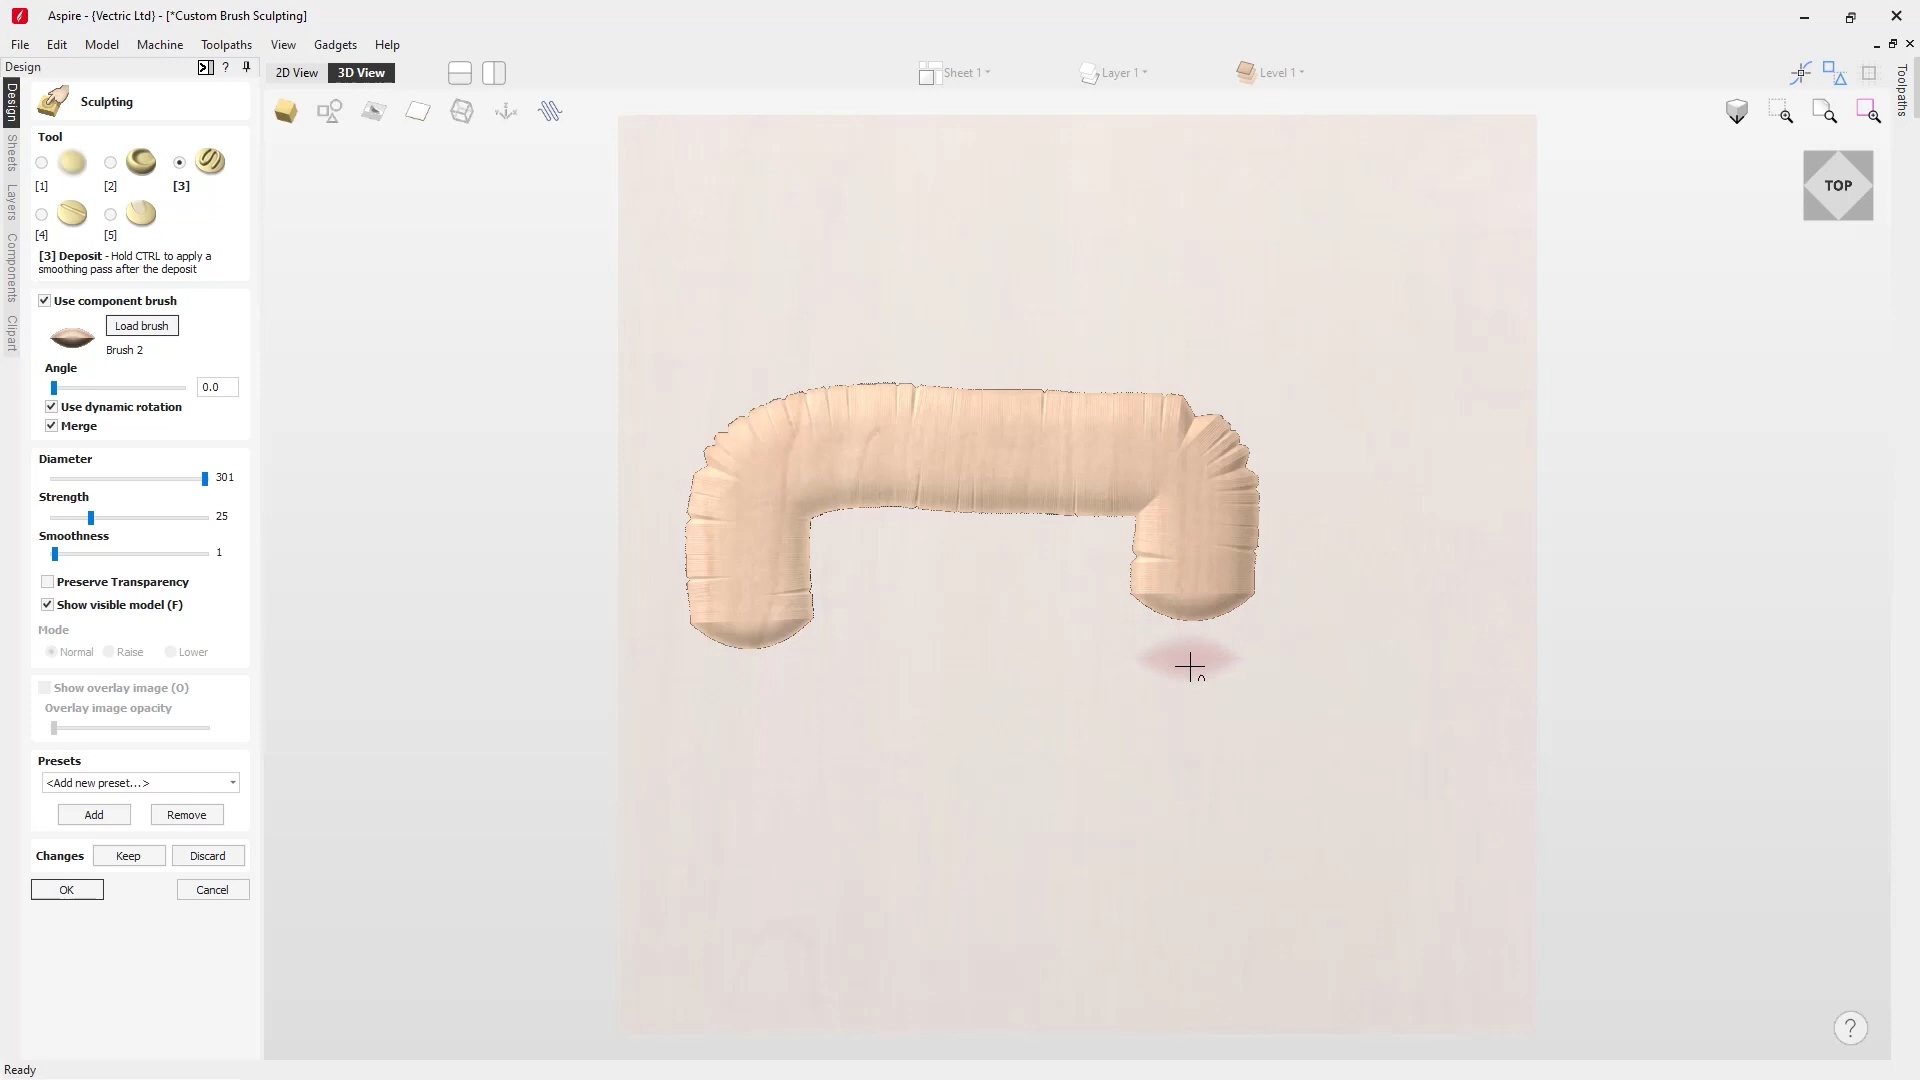 Aspire - {Vectric Ltd} - [*Custom Brush Sculpting]
File Edit Model Machine Toolpaths View Gadgets Help
Design ?
2D View 3D View Sheet 1 Layer 1 Level 1
Design
Sheets
Layers
Components
Clipart
Toolpaths
TOP
Sculpting
Tool
[1] [2] [3]
[4] [5]
[3] Deposit - Hold CTRL to apply a
smoothing pass after the deposit
Use component brush
Load brush
Brush 2
Angle
0.0
Use dynamic rotation
Merge
Diameter
301
Strength
25
Smoothness
1
Preserve Transparency
Show visible model (F)
Mode
Normal Raise Lower
Show overlay image (O)
Overlay image opacity
Presets
<Add new preset...>
Add Remove
Changes Keep Discard
OK Cancel
?
Ready